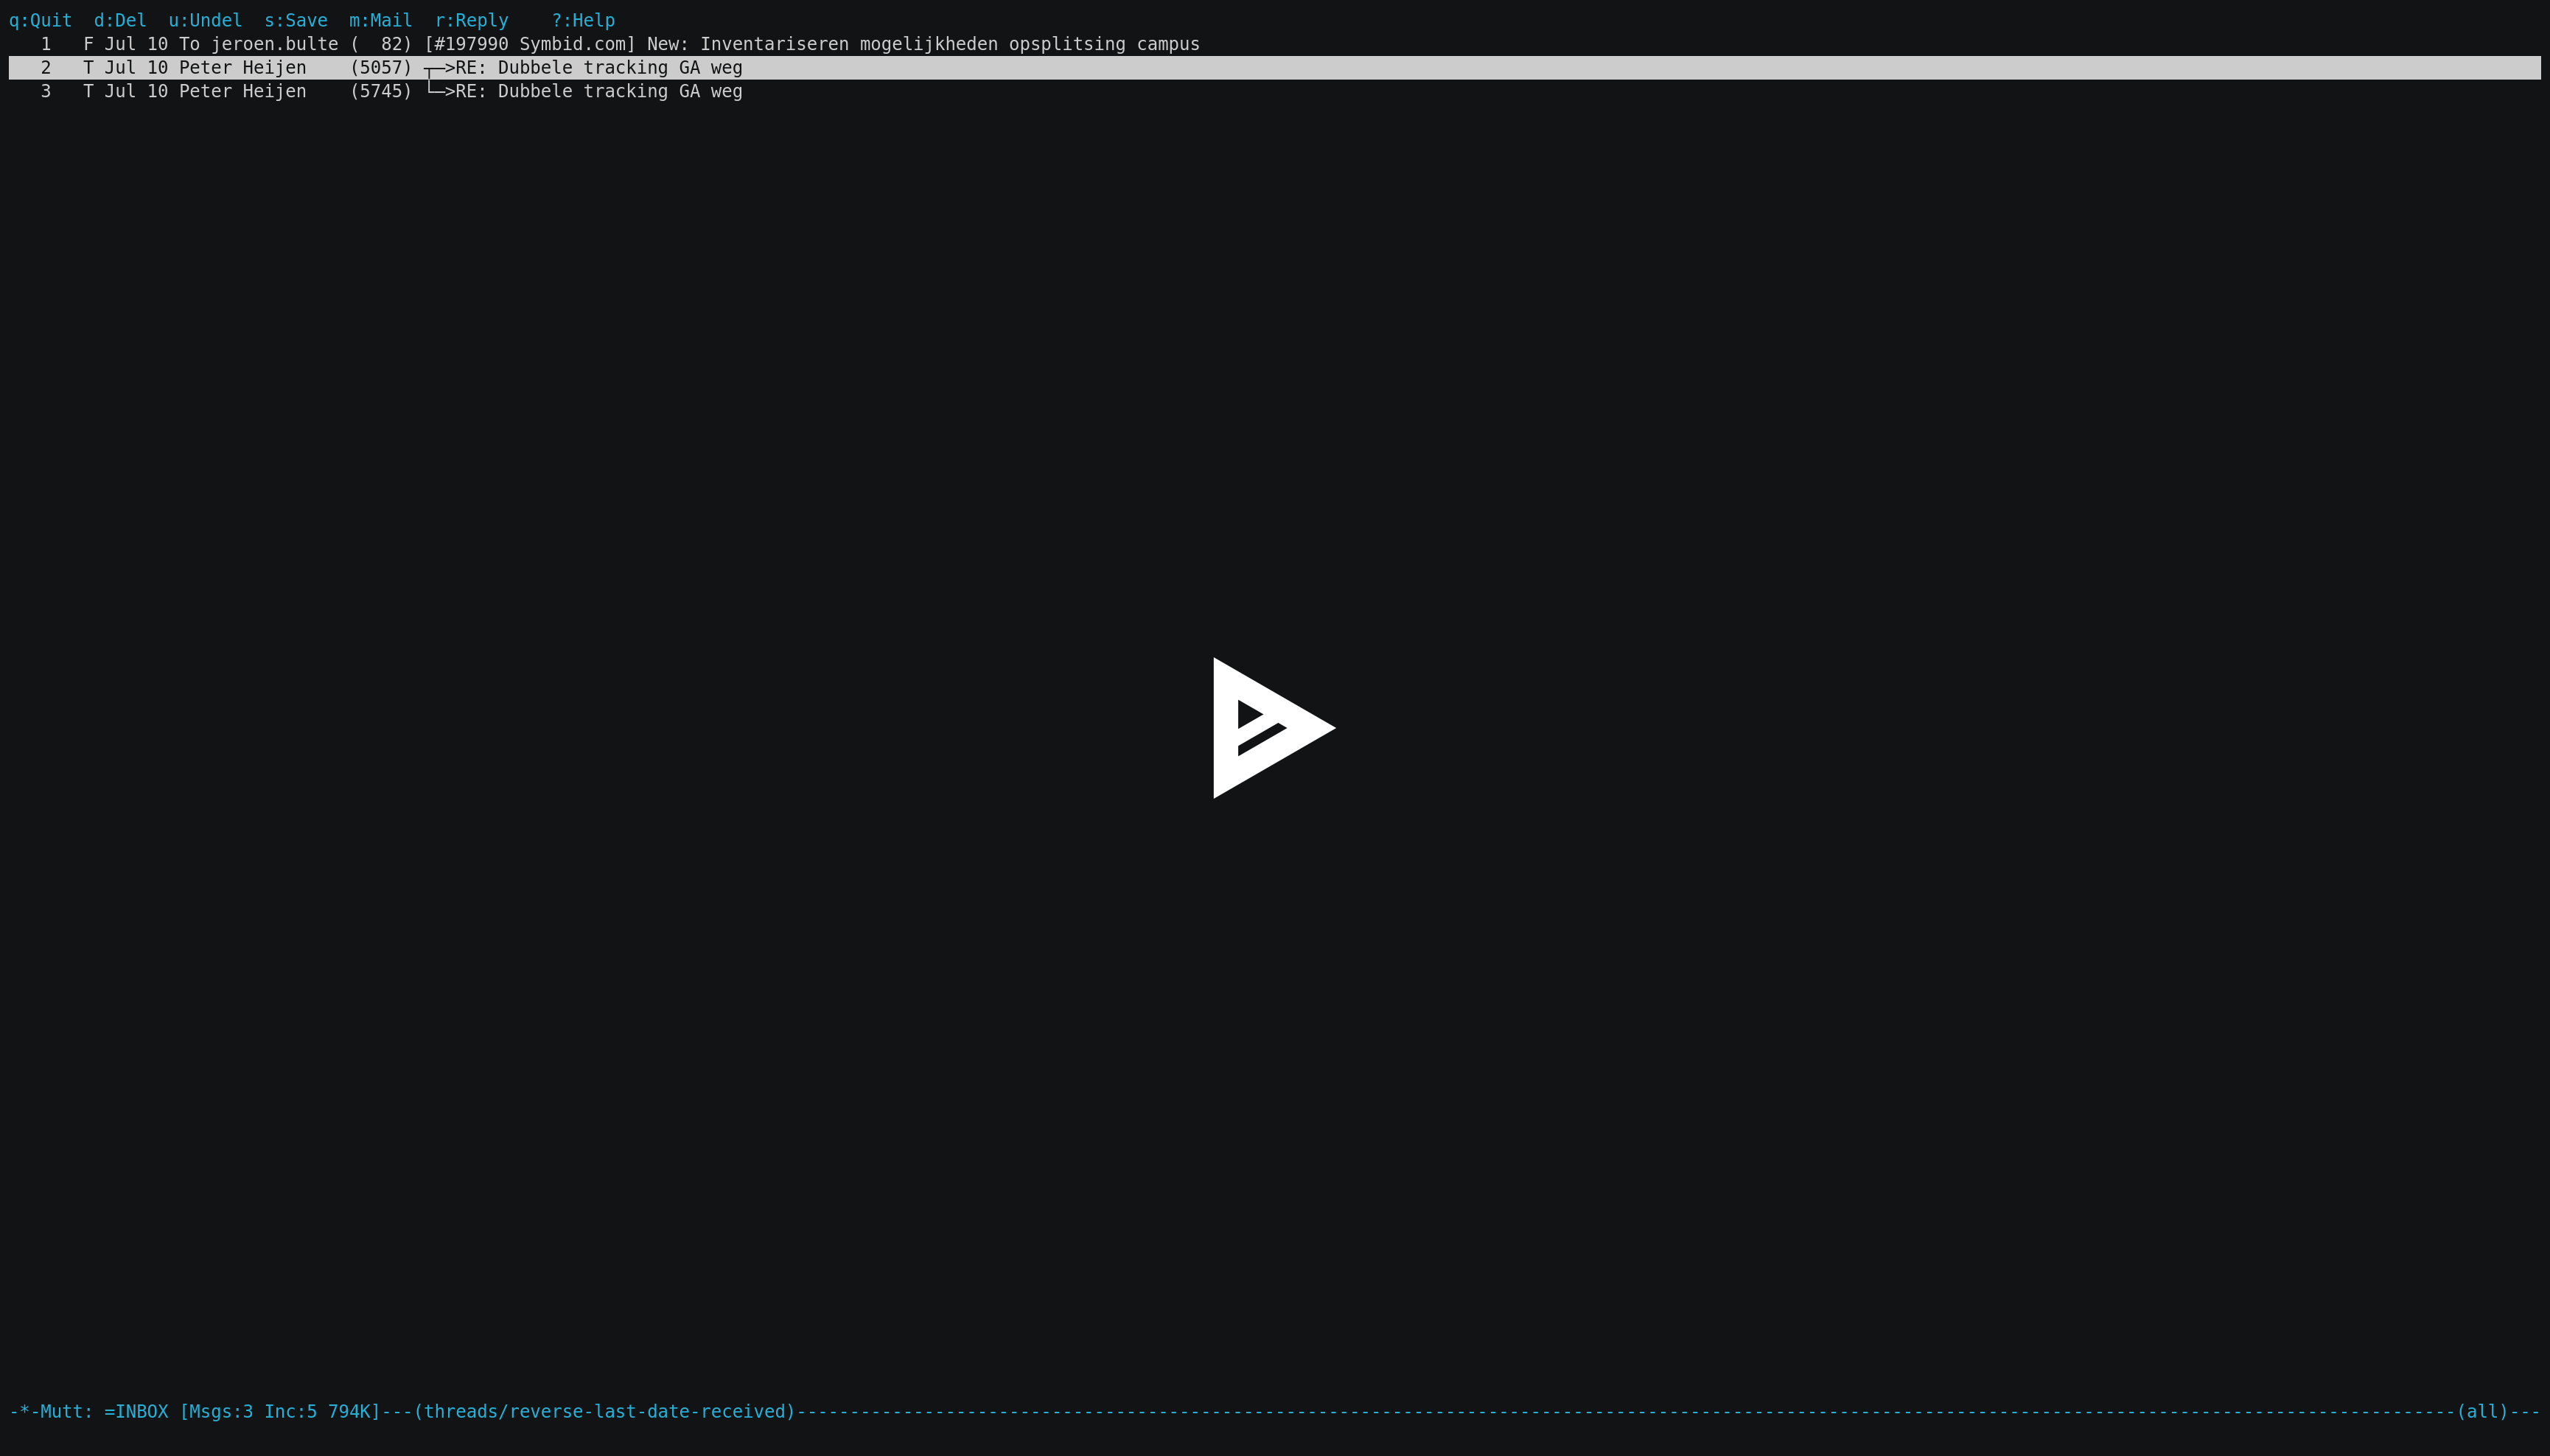 q:Quit  d:Del  u:Undel  s:Save  m:Mail  r:Reply    ?:Help
   1   F Jul 10 To jeroen.bulte (  82) [#197990 Symbid.com] New: Inventariseren mogelijkheden opsplitsing campus
   2   T Jul 10 Peter Heijen    (5057) ┬─>RE: Dubbele tracking GA weg
   3   T Jul 10 Peter Heijen    (5745) └─>RE: Dubbele tracking GA weg
-*-Mutt: =INBOX [Msgs:3 Inc:5 794K]---(threads/reverse-last-date-received)------------------------------------------------------------------------------------------------------------------------------------------------------------(all)---